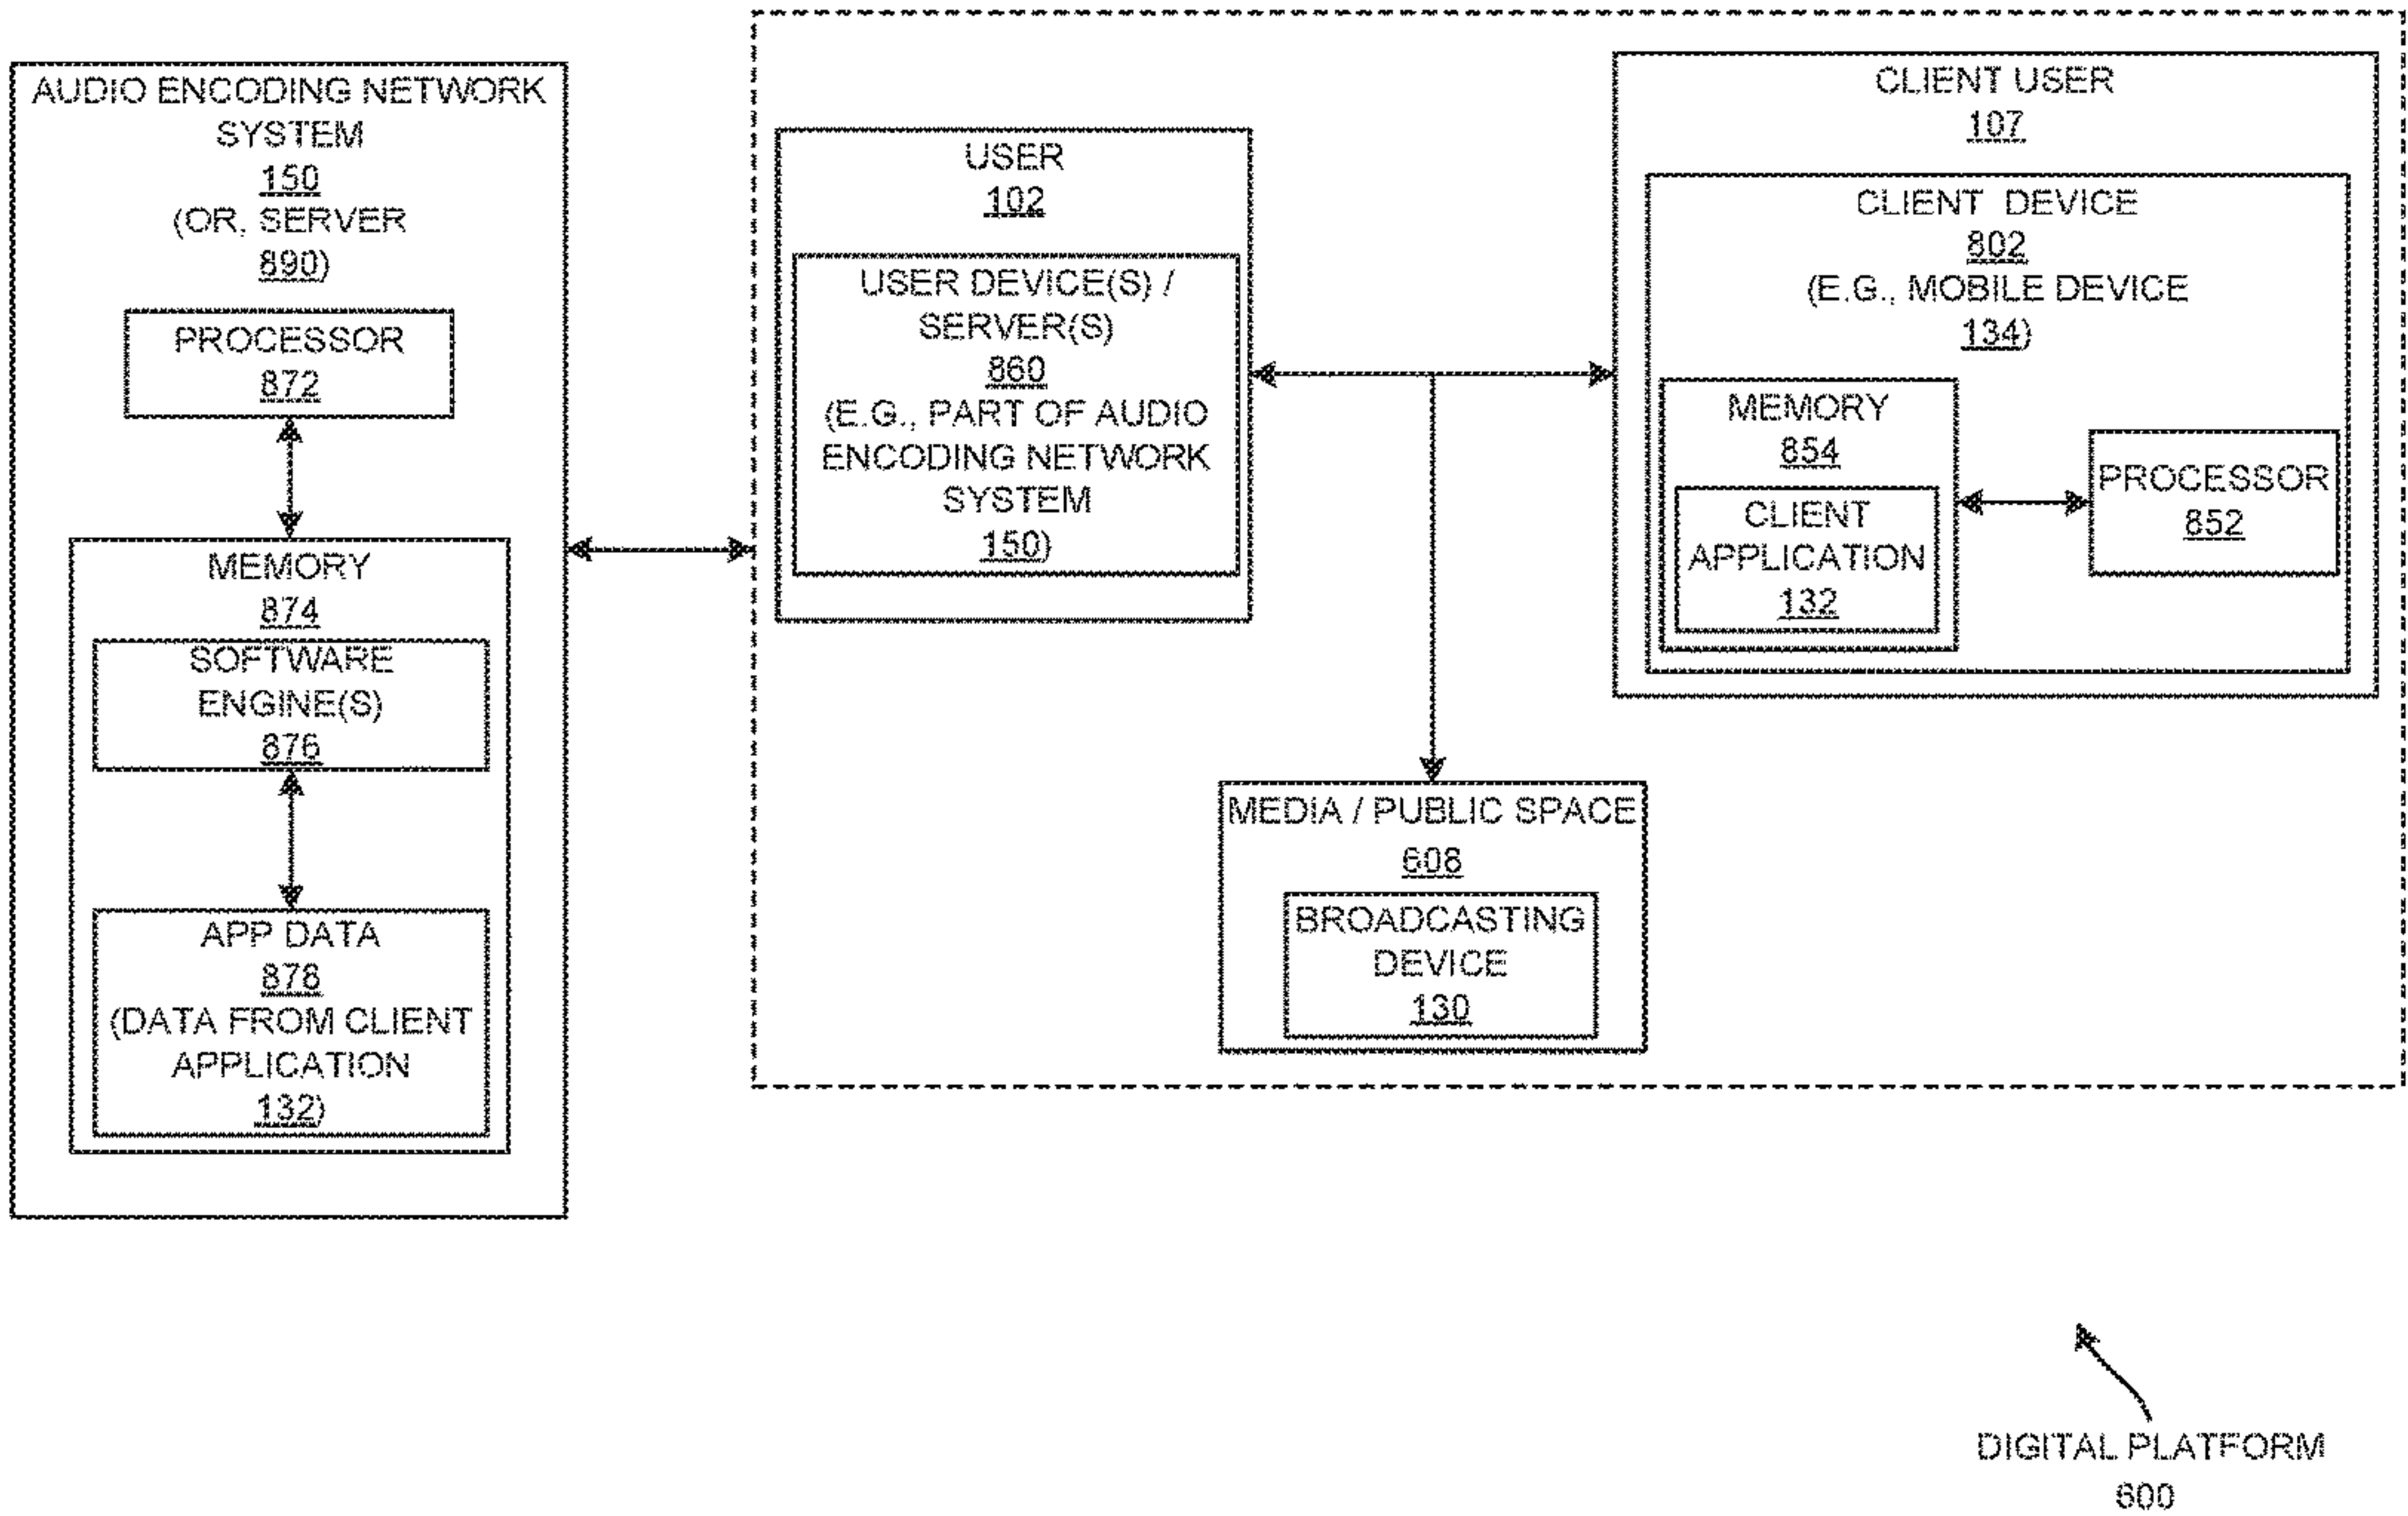 AUDIO ENCODING NETWORK
SYSTEM
150
(OR, SERVER
890)
PROCESSOR
872
MEMORY
874
SOFTWARE
ENGINE(S)
876
APP DATA
878
(DATA FROM CLIENT
APPLICATION
132)
USER
102
USER DEVICE(S) /
SERVER(S)
860
(E.G., PART OF AUDIO
ENCODING NETWORK
SYSTEM
150)
CLIENT USER
107
CLIENT DEVICE
802
(E.G., MOBILE DEVICE
134)
MEMORY
854
CLIENT
APPLICATION
132
PROCESSOR
852
MEDIA / PUBLIC SPACE
608
BROADCASTING
DEVICE
130
DIGITAL PLATFORM
600